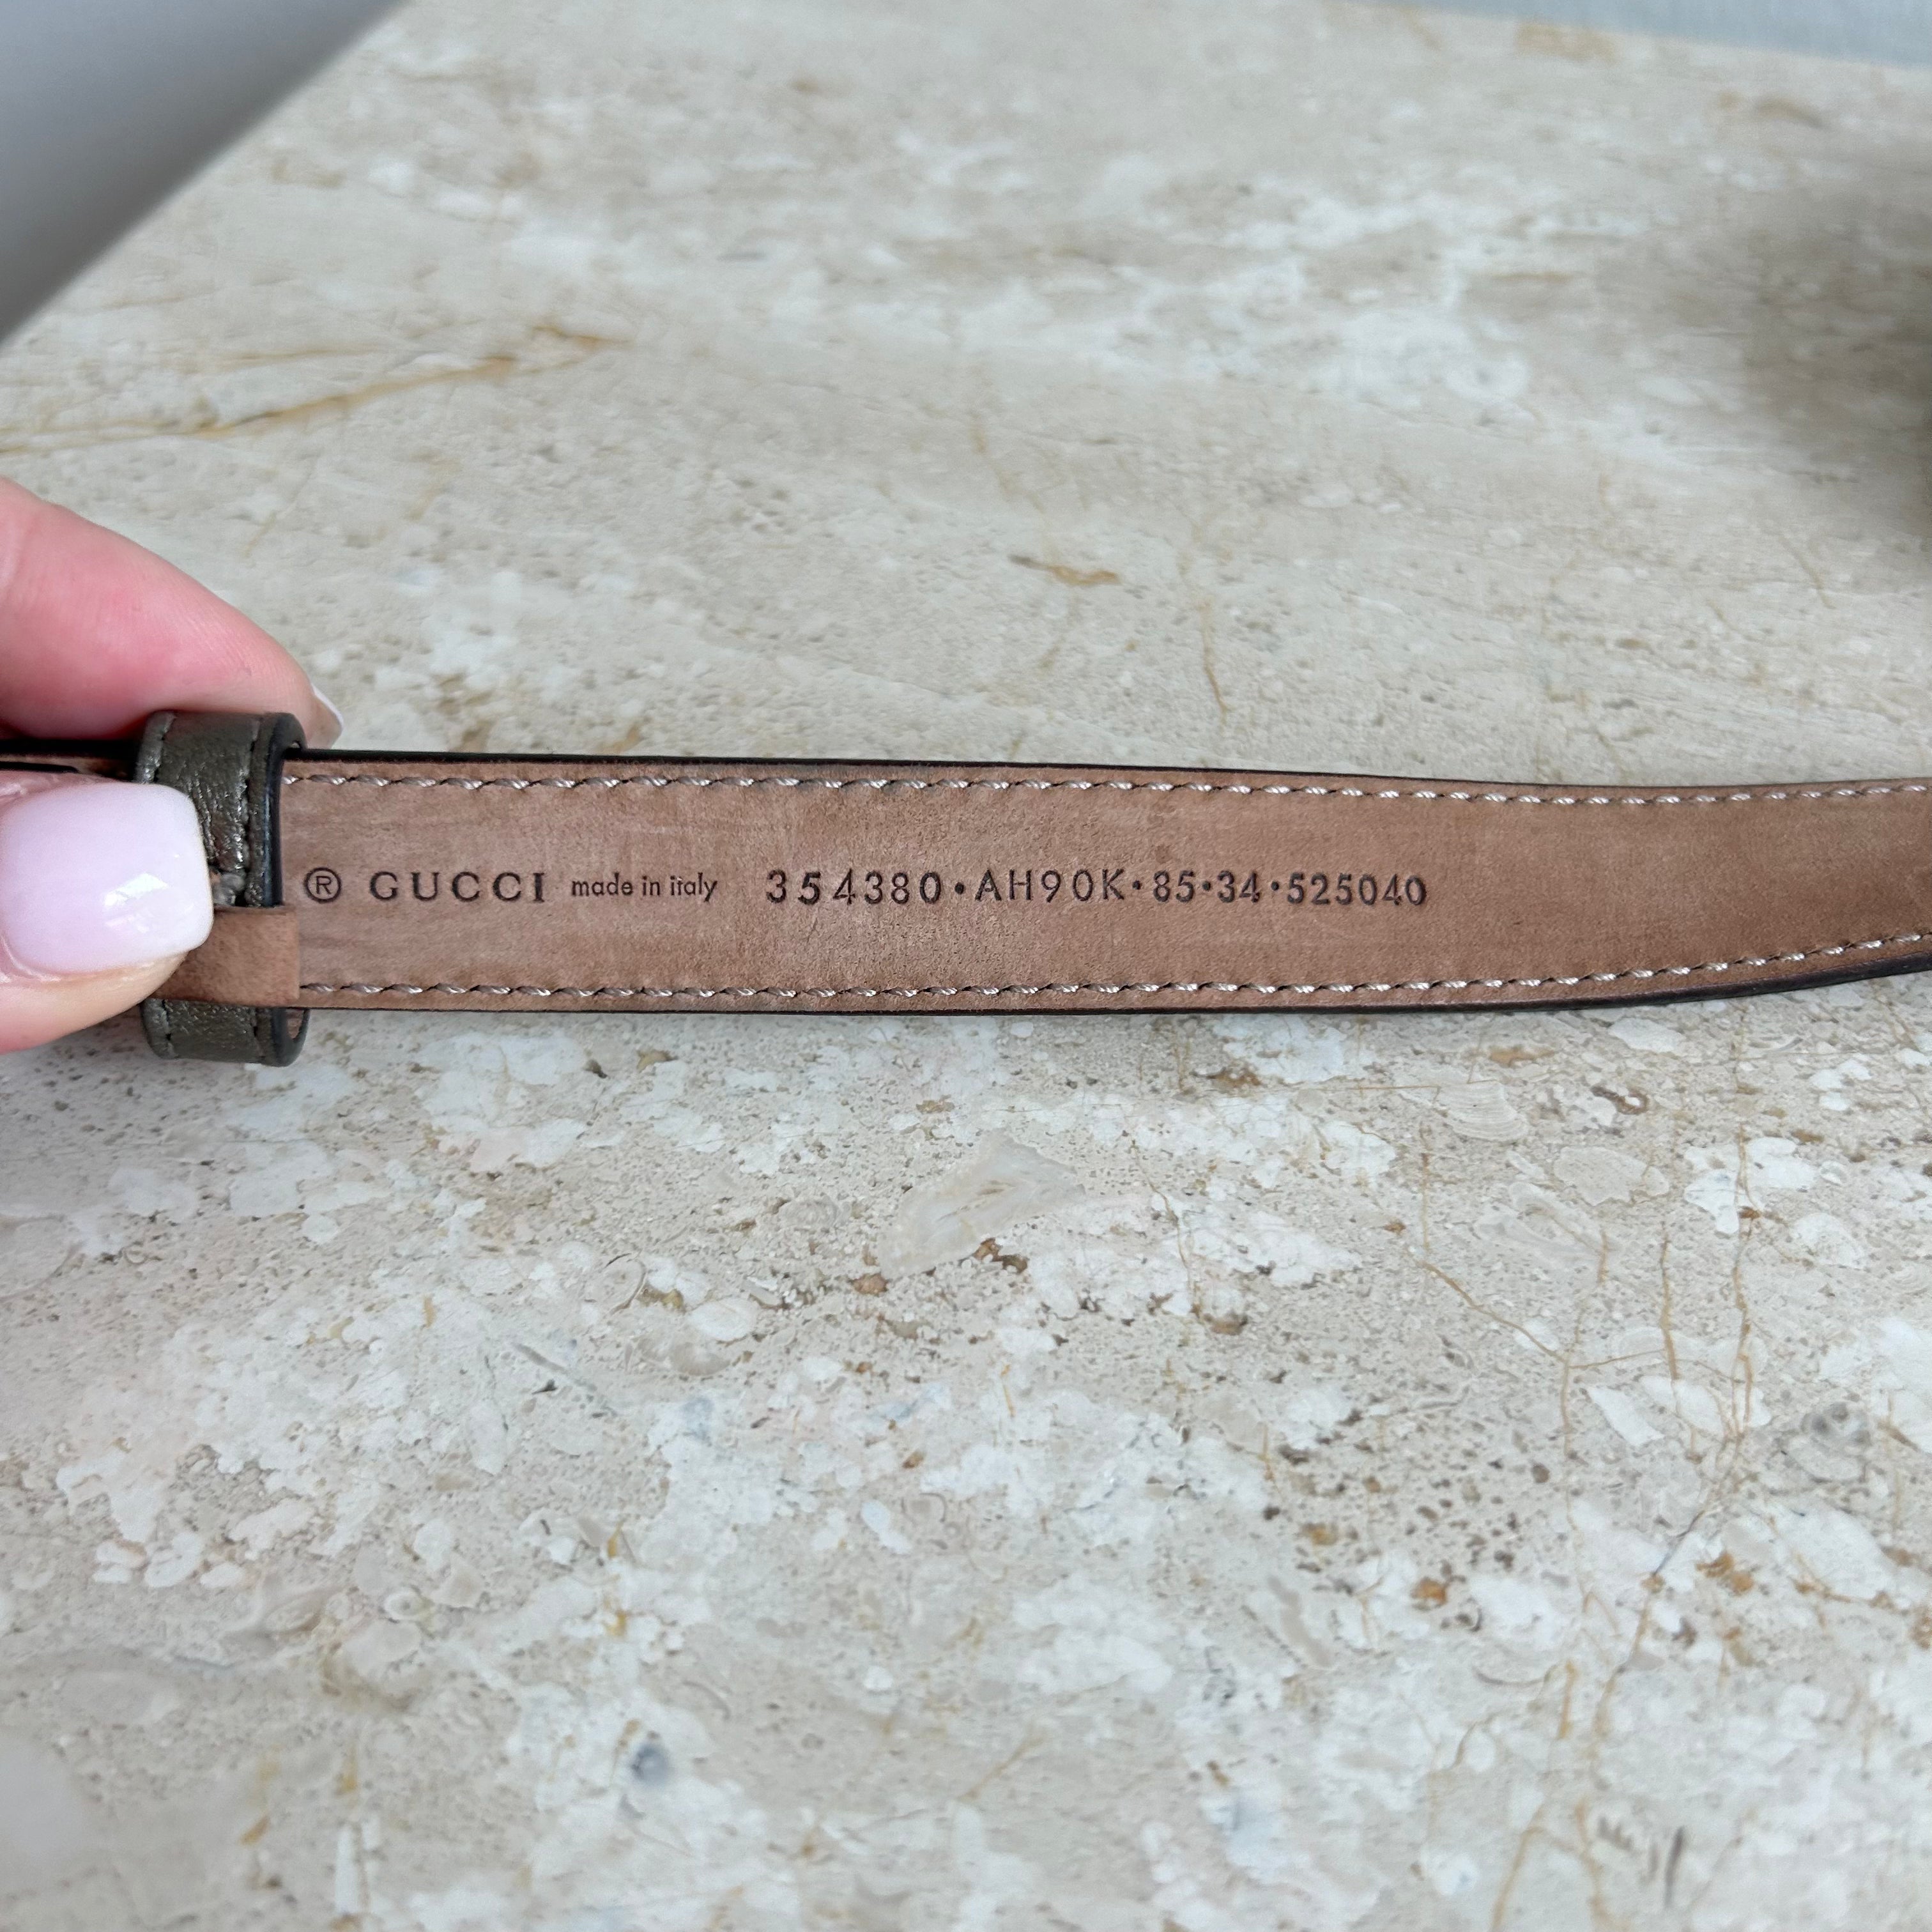 ® GUCCI made in italy 354380•AH90K•85•34•525040